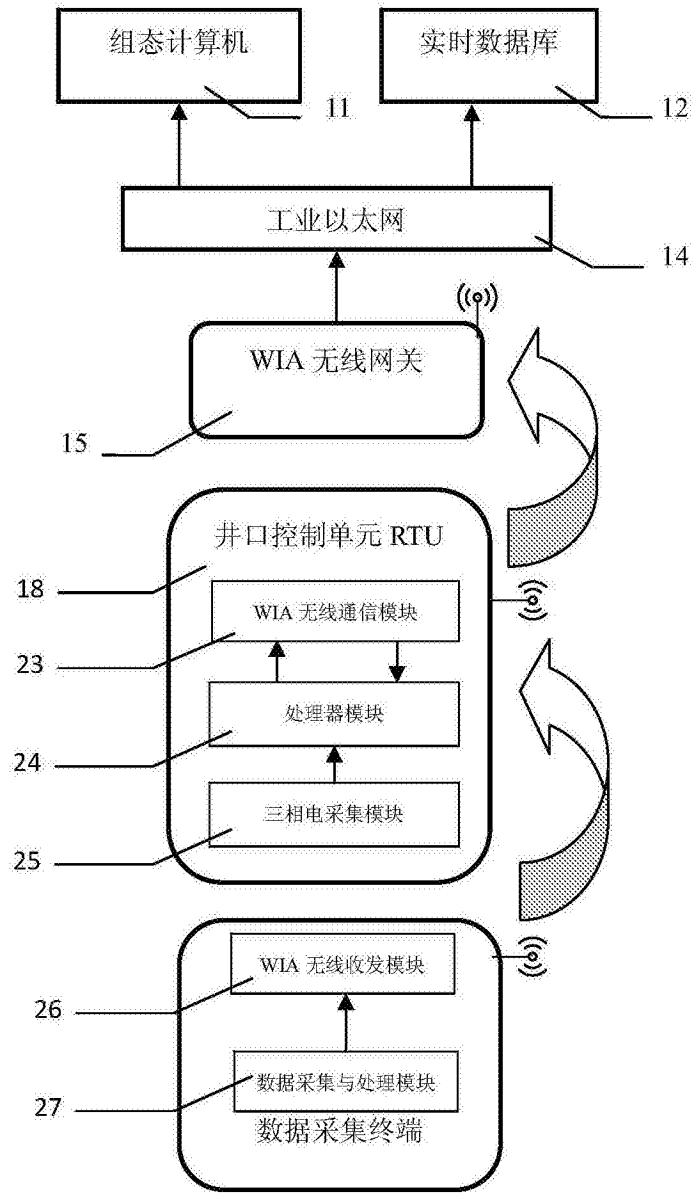 组态计算机
实时数据库
11
12
工业以太网
14
WIA 无线网关
15
井口控制单元 RTU
18
WIA 无线通信模块
23
处理器模块
24
三相电采集模块
25
WIA 无线收发模块
26
数据采集与处理模块
27
数据采集终端